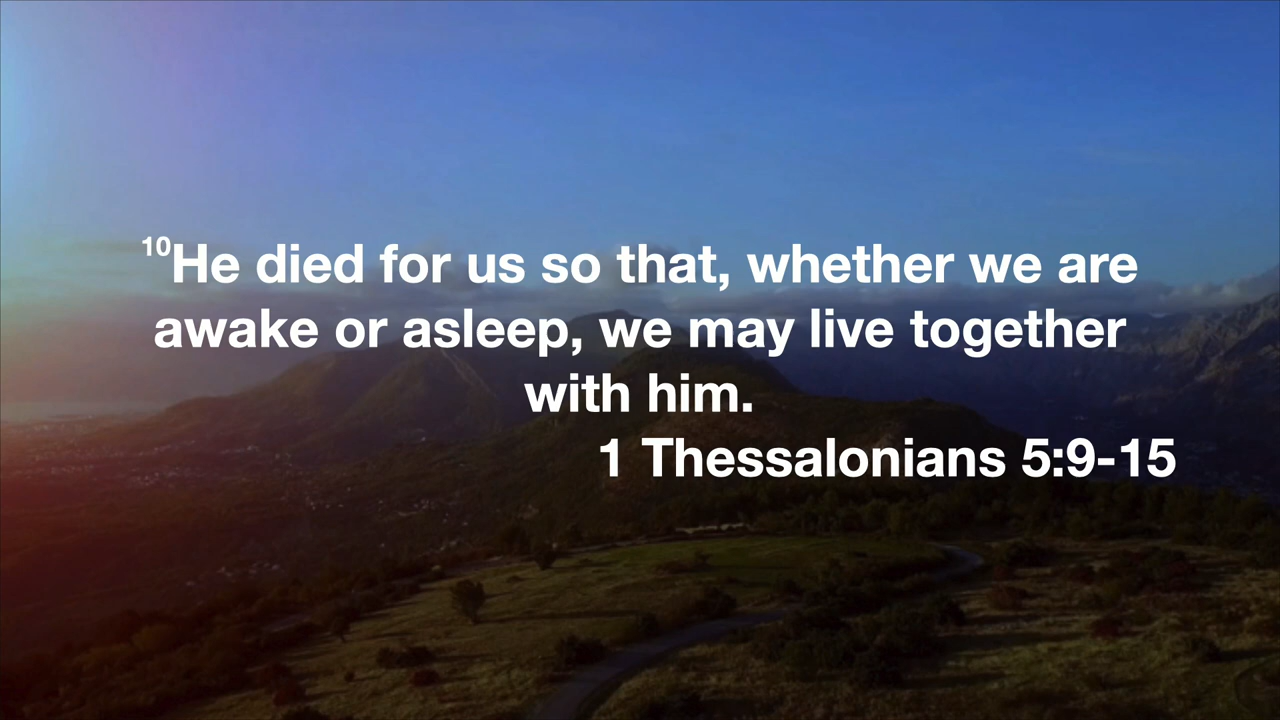 10He died for us so that, whether we are
awake or asleep, we may live together
with him.
1 Thessalonians 5:9-15